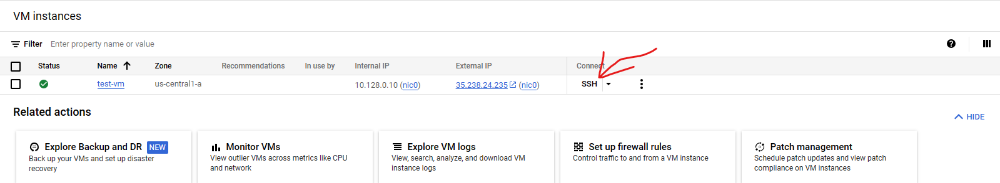 VM instances
Filter Enter property name or value
Status Name Zone Recommendations In use by Internal IP External IP Connect
test-vm us-central1-a 10.128.0.10 (nic0) 35.238.24.235 (nic0) SSH
Related actions
HIDE
Explore Backup and DR NEW
Back up your VMs and set up disaster
recovery
Monitor VMs
View outlier VMs across metrics like CPU
and network
Explore VM logs
View, search, analyze, and download VM
instance logs
Set up firewall rules
Control traffic to and from a VM instance
Patch management
Schedule patch updates and view patch
compliance on VM instances